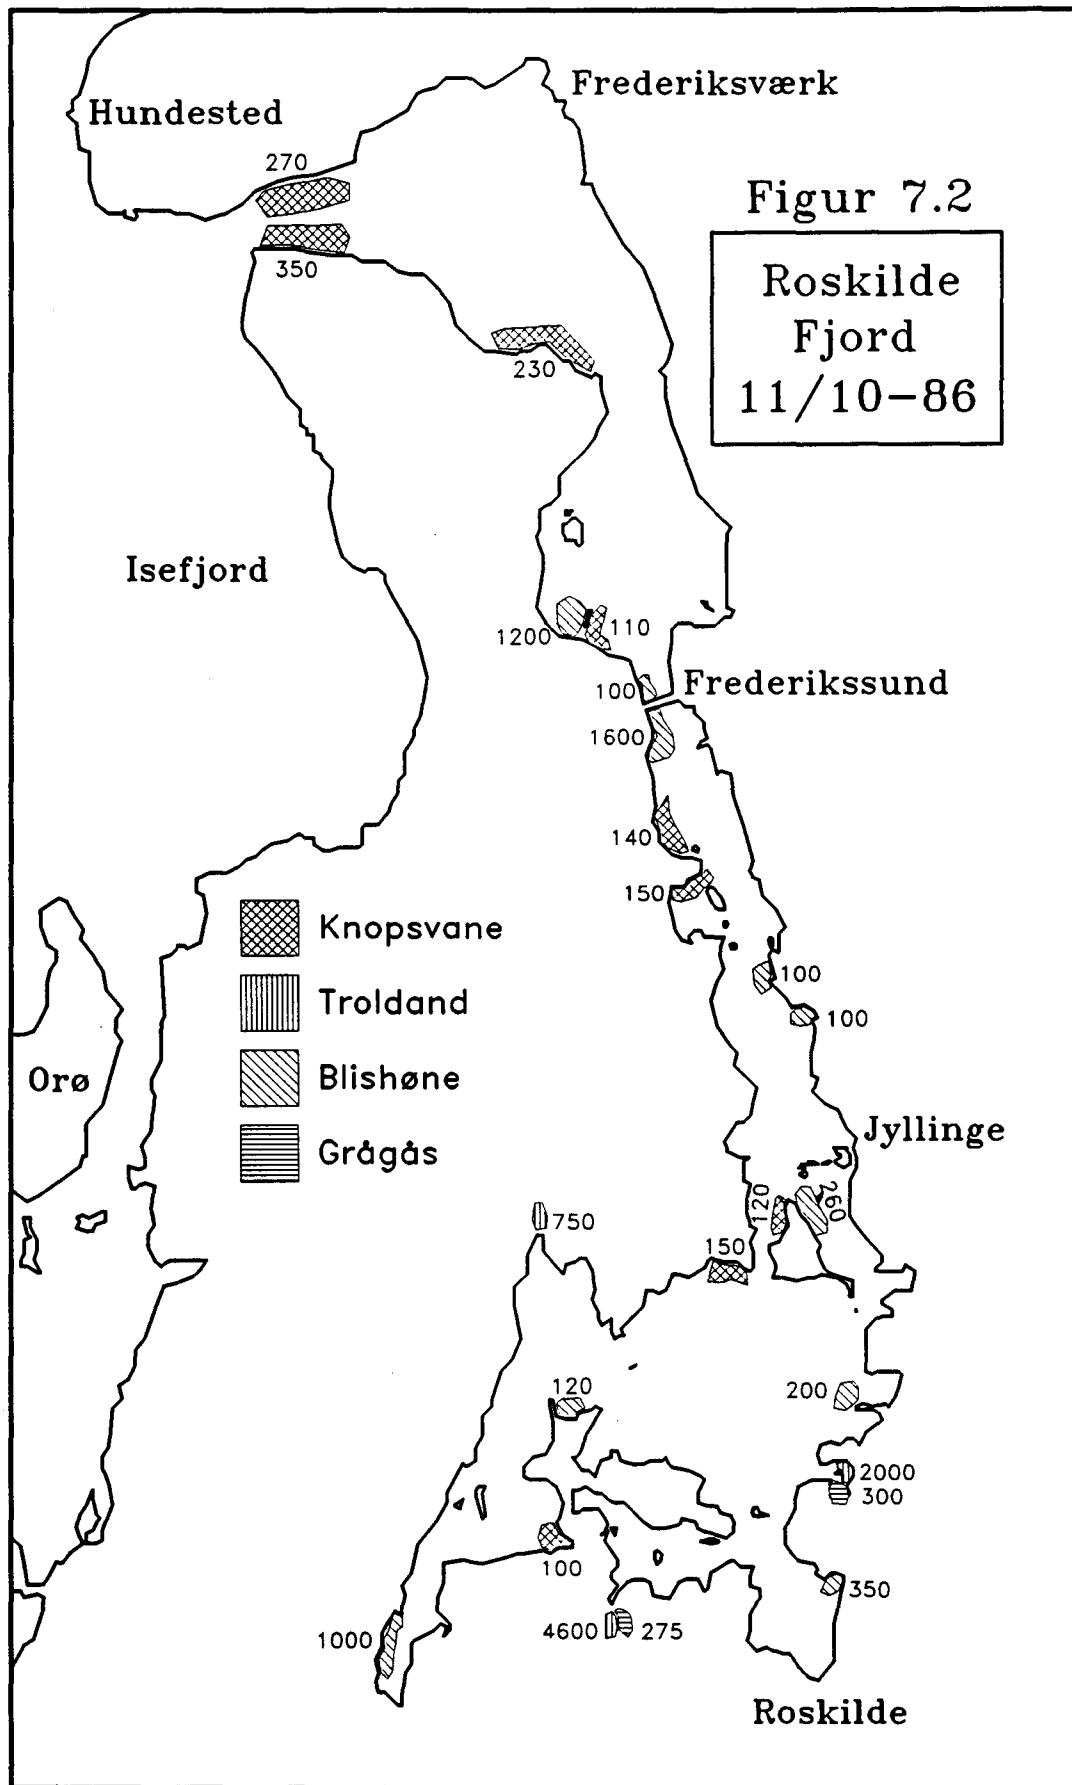 Frederiksværk
Hundested
270
Figur 7.2
Roskilde
Fjord
11/10-86
350
230
Isefjord
1200
110
100
Frederikssund
1600
140
150
Knopsvane
100
Troldand
100
Blishøne
Orø
Jyllinge
Grågås
120
260
750
150
120
200
2000
300
100
350
1000
4600
275
Roskilde